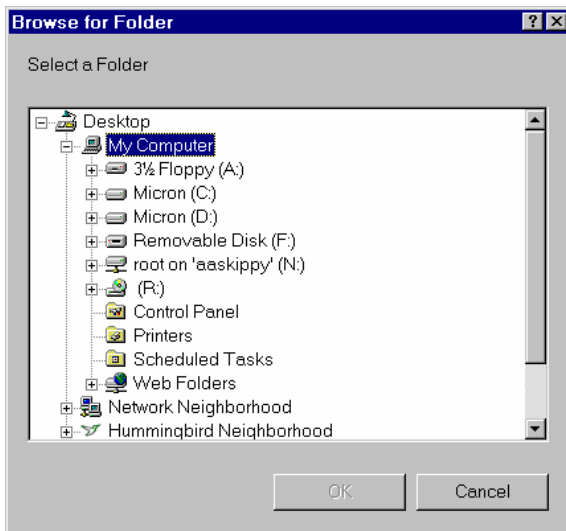 Browse for Folder
Select a Folder
Desktop
My Computer
3½ Floppy (A:)
Micron (C:)
Micron (D:)
Removable Disk (F:)
root on 'aaskippy' (N:)
(R:)
Control Panel
Printers
Scheduled Tasks
Web Folders
Network Neighborhood
Hummingbird Neighborhood
OK Cancel